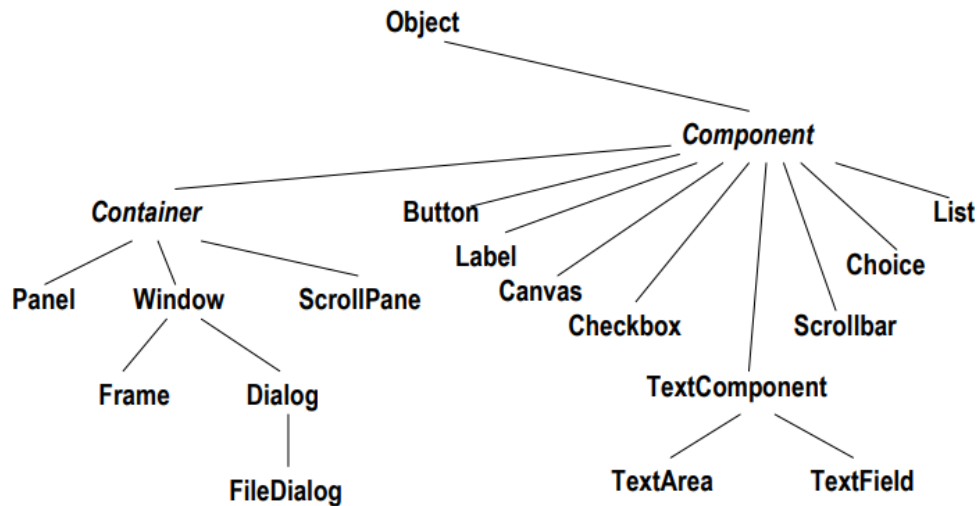 Object
Component
Container
Button
List
Label
Choice
Panel
Window
ScrollPane
Canvas
Checkbox
Scrollbar
Frame
Dialog
TextComponent
FileDialog
TextArea
TextField